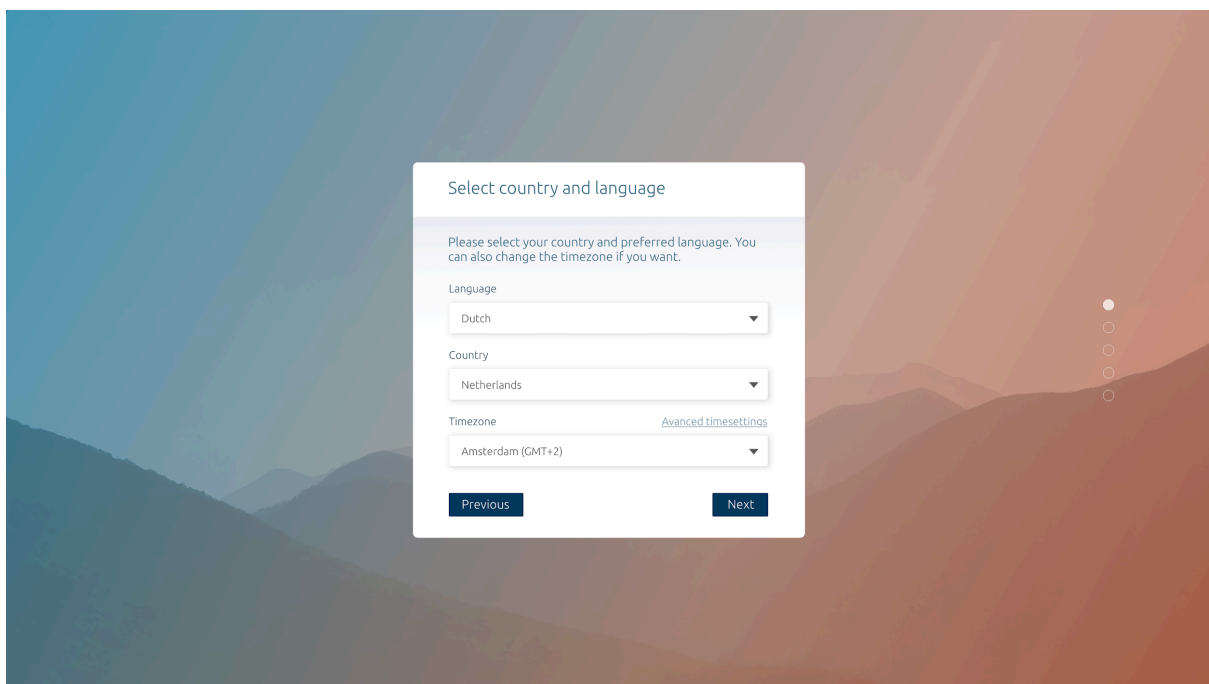 Select country and language
Please select your country and preferred language. You
can also change the timezone if you want.
Language
Dutch
Country
Netherlands
Timezone
Avanced timesettings
Amsterdam (GMT+2)
Previous
Next